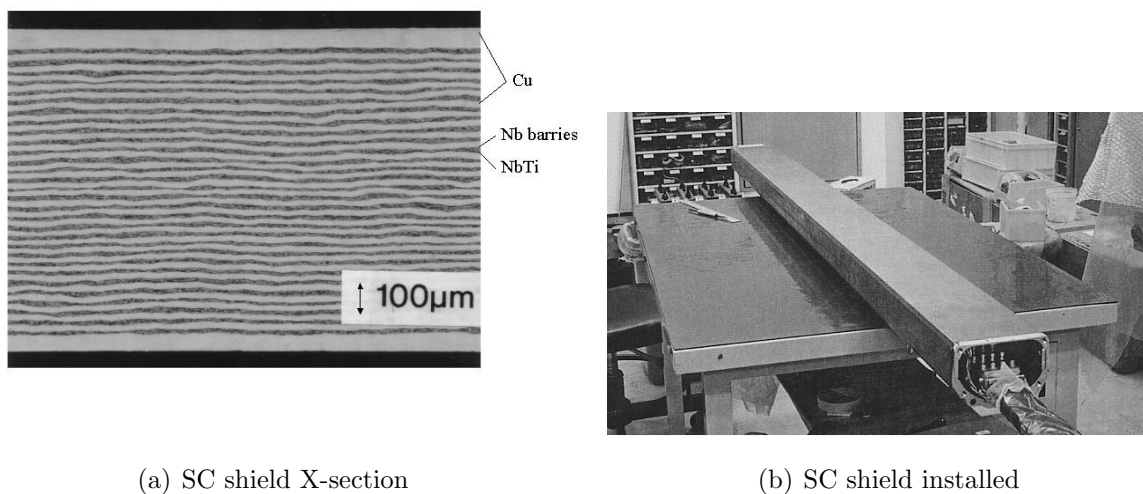 Cu
Nb barries
NbTi
100µm
(a) SC shield X-section
(b) SC shield installed